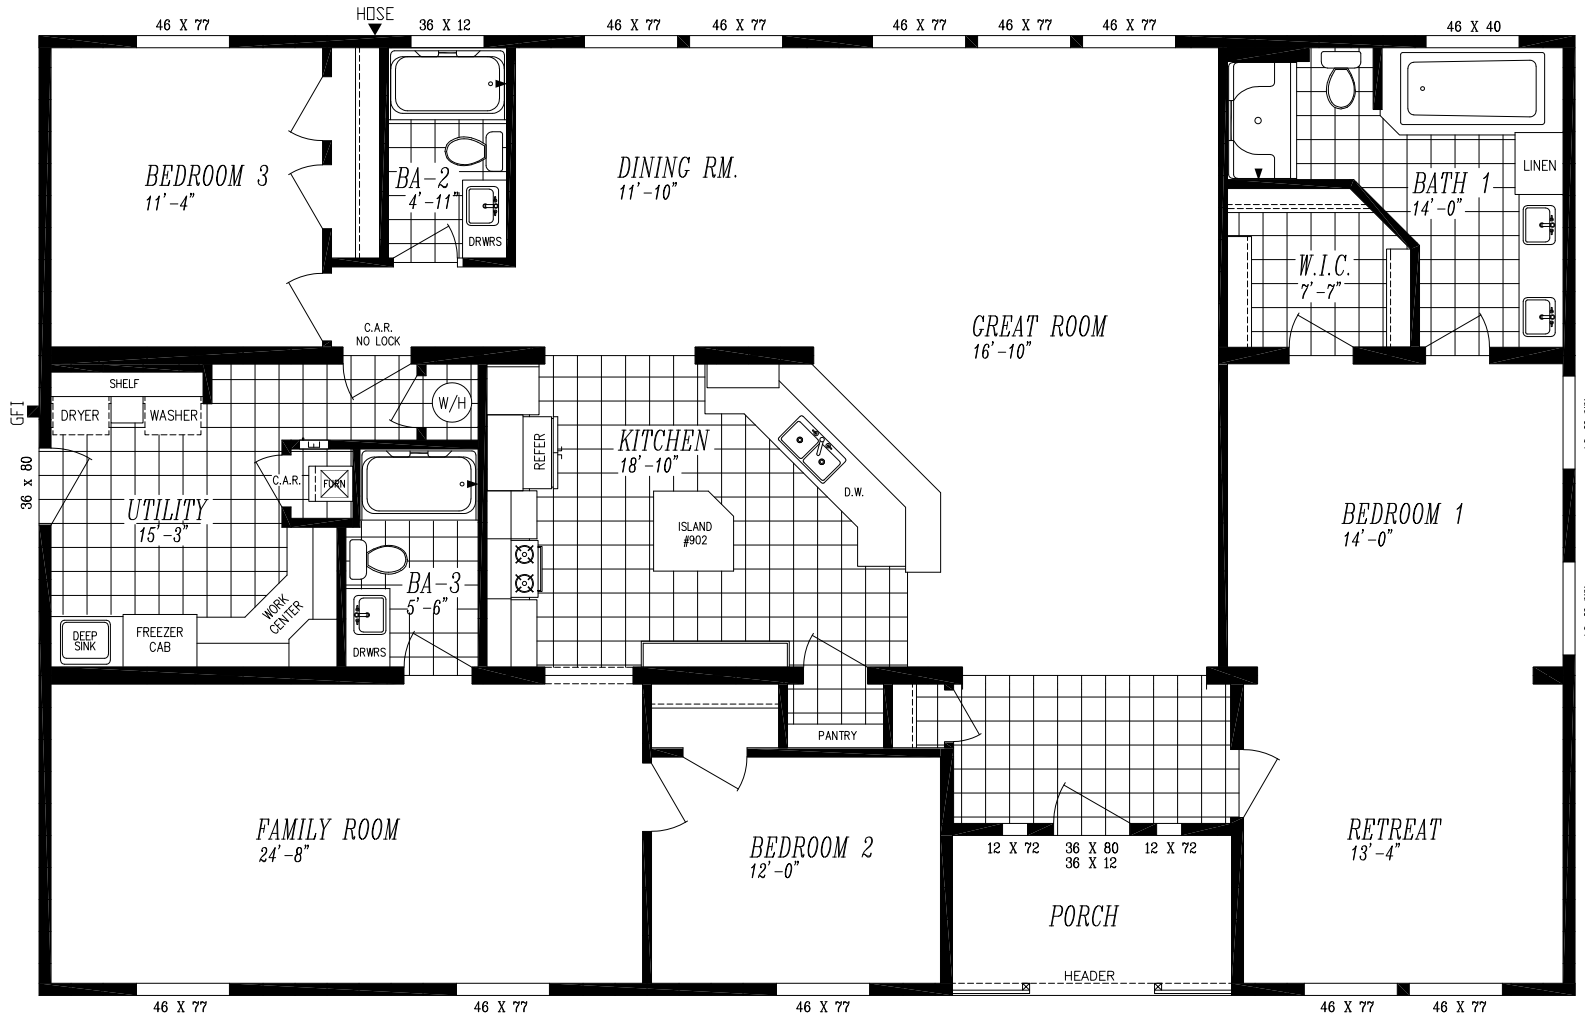 HOSE
46 X 77
36 X 12
46 X 77
46 X 77
46 X 77
46 X 77
46 X 77
46 X 40
BEDROOM 3
11'-4"
BA-2
4'-11"
DRWRS
DINING RM.
11'-10"
LINEN
BATH 1
14'-0"
W.I.C.
7'-7"
GREAT ROOM
16'-10"
C.A.R.
NO LOCK
SHELF
DRYER
WASHER
W/H
GFI
36 X 80
REFER
KITCHEN
18'-10"
C.A.R.
FURN
D.W.
UTILITY
15'-3"
ISLAND
#902
BEDROOM 1
14'-0"
BA-3
5'-6"
WORK
CENTER
DEEP
SINK
FREEZER
CAB
DRWRS
PANTRY
FAMILY ROOM
24'-8"
BEDROOM 2
12'-0"
12 X 72
36 X 80
36 X 12
12 X 72
RETREAT
13'-4"
PORCH
HEADER
46 X 77
46 X 77
46 X 77
46 X 77
46 X 77